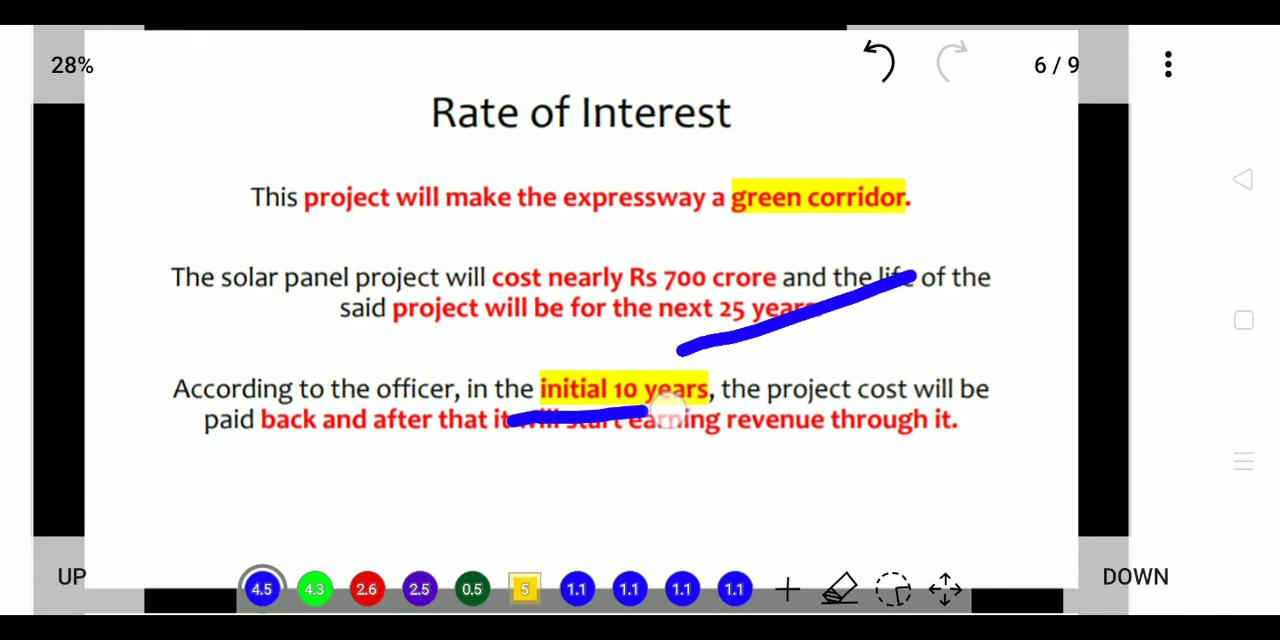 28%
6 / 9
Rate of Interest
This project will make the expressway a green corridor.
The solar panel project will cost nearly Rs 700 crore and the life of the
said project will be for the next 25 years.
According to the officer, in the initial 10 years, the project cost will be
paid back and after that it will start earning revenue through it.
UP
DOWN
4.5 4.3 2.6 2.5 0.5 5 1.1 1.1 1.1 1.1